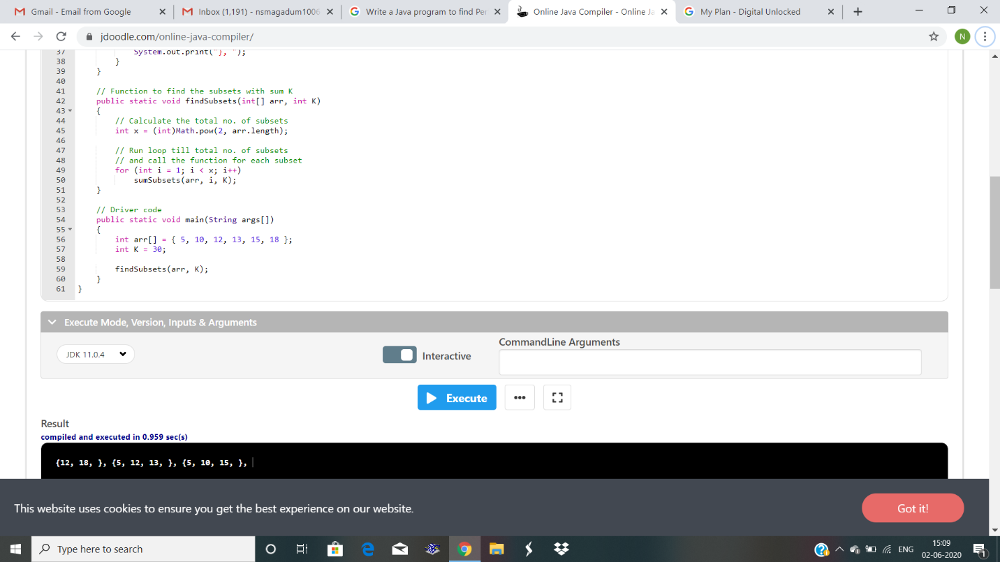 Gmail - Email from Google
Inbox (1,191) - nsmagadum1006
Write a Java program to find Per
Online Java Compiler - Online Ja
My Plan - Digital Unlocked
jdoodle.com/online-java-compiler/
N
37 System.out.print("}, ");
38 }
39 }
40
41 // Function to find the subsets with sum K
42 public static void findSubsets(int[] arr, int K)
43 {
44 // Calculate the total no. of subsets
45 int x = (int)Math.pow(2, arr.length);
46
47 // Run loop till total no. of subsets
48 // and call the function for each subset
49 for (int i = 1; i < x; i++)
50 sumSubsets(arr, i, K);
51 }
52
53 // Driver code
54 public static void main(String args[])
55 {
56 int arr[] = { 5, 10, 12, 13, 15, 18 };
57 int K = 30;
58
59 findSubsets(arr, K);
60 }
61 }
Execute Mode, Version, Inputs & Arguments
CommandLine Arguments
JDK 11.0.4
Interactive
Execute
Result
compiled and executed in 0.959 sec(s)
{12, 18, }, {5, 12, 13, }, {5, 10, 15, },
This website uses cookies to ensure you get the best experience on our website.
Got it!
Type here to search
ENG
15:09
02-06-2020
1